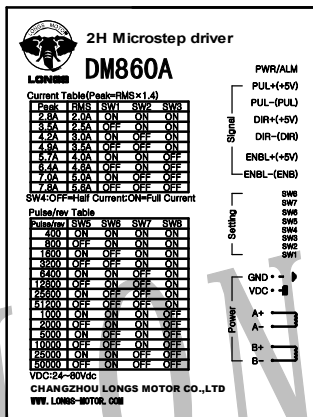 LONGS MOTOR
LONGS
2H Microstep driver
DM860A
Current Table(Peak=RMS×1.4)
Peak RMS SW1 SW2 SW3
2.8A 2.0A ON ON ON
3.5A 2.5A OFF ON ON
4.2A 3.0A ON OFF ON
4.9A 3.5A OFF OFF ON
5.7A 4.0A ON ON OFF
6.4A 4.6A OFF ON OFF
7.0A 5.0A ON OFF OFF
7.8A 5.6A OFF OFF OFF
SW4:OFF=Half Current:ON=Full Current
Pulse/rev Table
Pulse/rev SW5 SW6 SW7 SW8
400 ON ON ON ON
800 OFF ON ON ON
1600 ON OFF ON ON
3200 OFF OFF ON ON
6400 ON ON OFF ON
12800 OFF ON OFF ON
25600 ON OFF OFF ON
51200 OFF OFF OFF ON
1000 ON ON ON OFF
2000 OFF ON ON OFF
5000 ON OFF ON OFF
10000 OFF OFF ON OFF
25000 ON ON OFF OFF
50000 OFF ON OFF OFF
VDC:24~80Vdc
CHANGZHOU LONGS MOTOR CO.,LTD
WWW.LONGS-MOTOR.COM
PWR/ALM
Signal
PUL+(+5V)
PUL-(PUL)
DIR+(+5V)
DIR-(DIR)
ENBL+(+5V)
ENBL-(ENB)
Setting
SW8
SW7
SW6
SW5
SW4
SW3
SW2
SW1
Power
GND
VDC
A+
A-
B+
B-